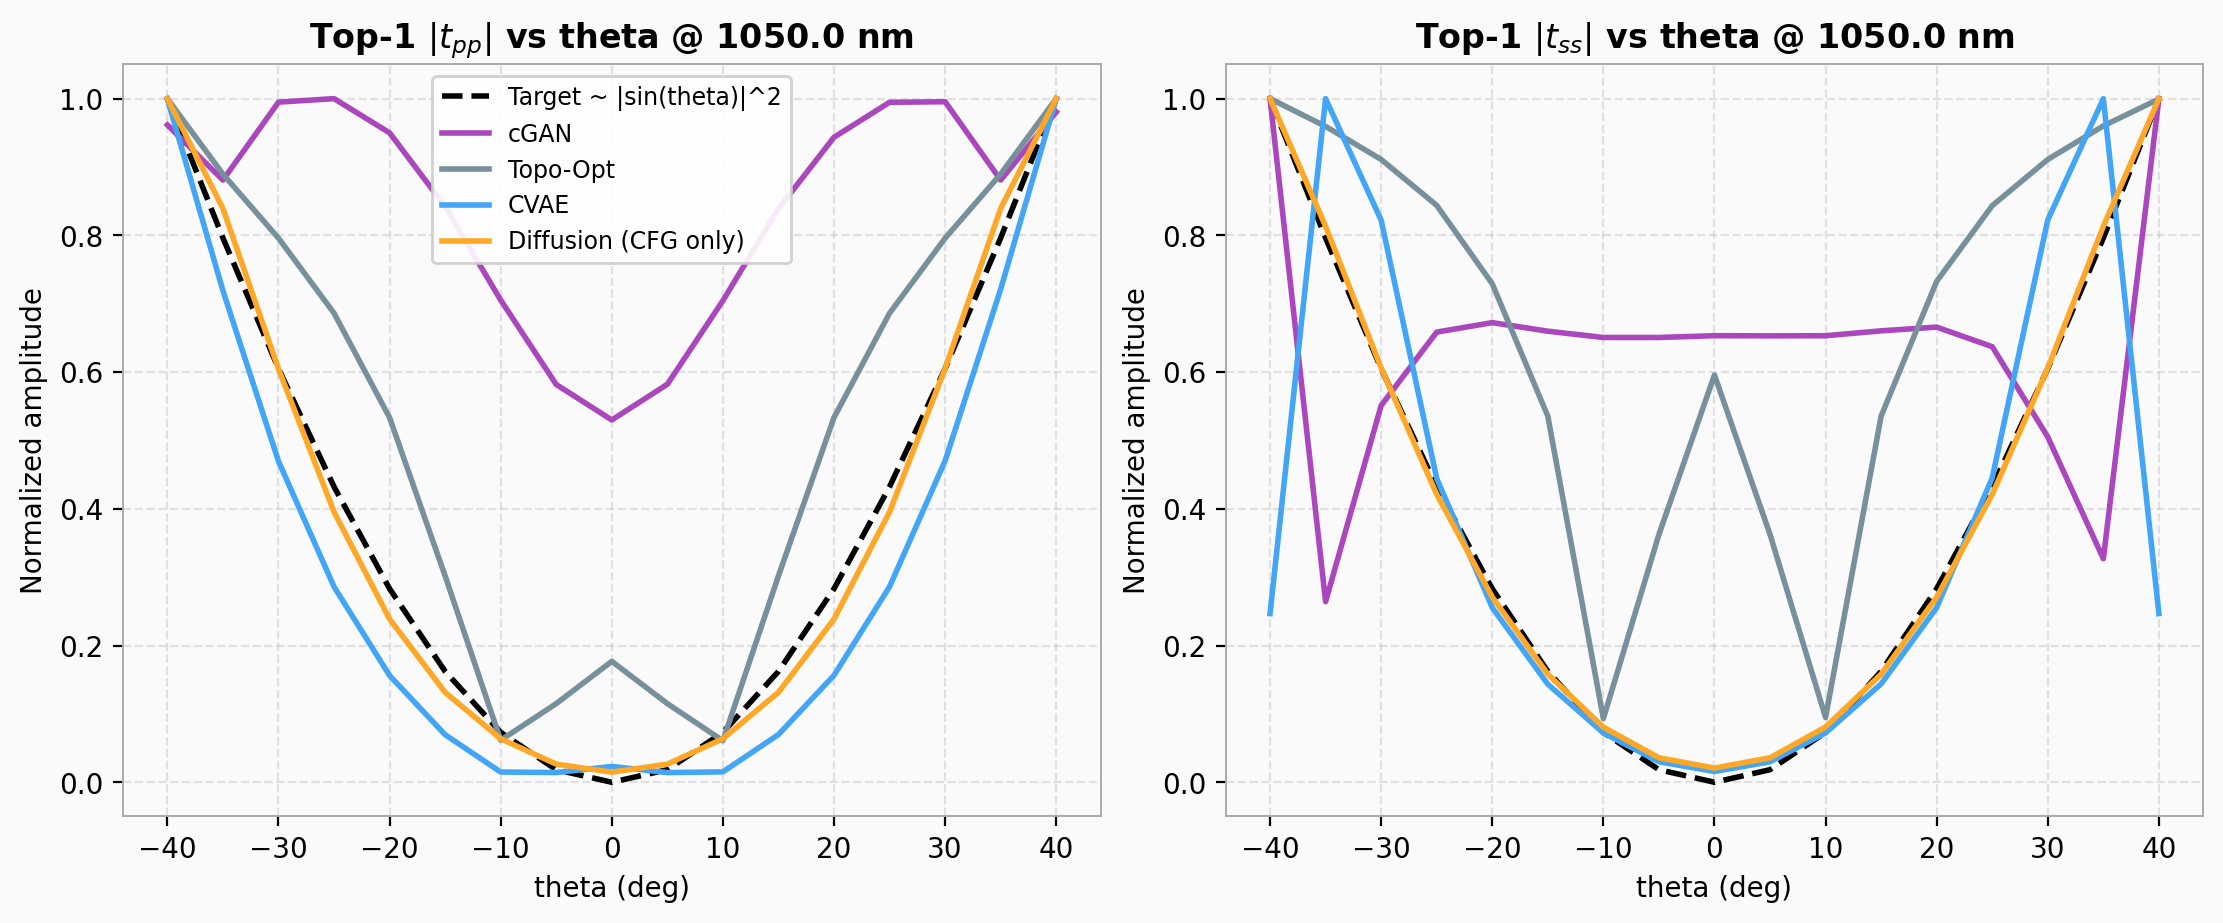 Top-1 |t_pp| vs theta @ 1050.0 nm
1.0
0.8
0.6
0.4
0.2
0.0
Normalized amplitude
Target ~ |sin(theta)|^2
cGAN
Topo-Opt
CVAE
Diffusion (CFG only)
−40 −30 −20 −10 0 10 20 30 40
theta (deg)
Top-1 |t_ss| vs theta @ 1050.0 nm
1.0
0.8
0.6
0.4
0.2
0.0
Normalized amplitude
−40 −30 −20 −10 0 10 20 30 40
theta (deg)